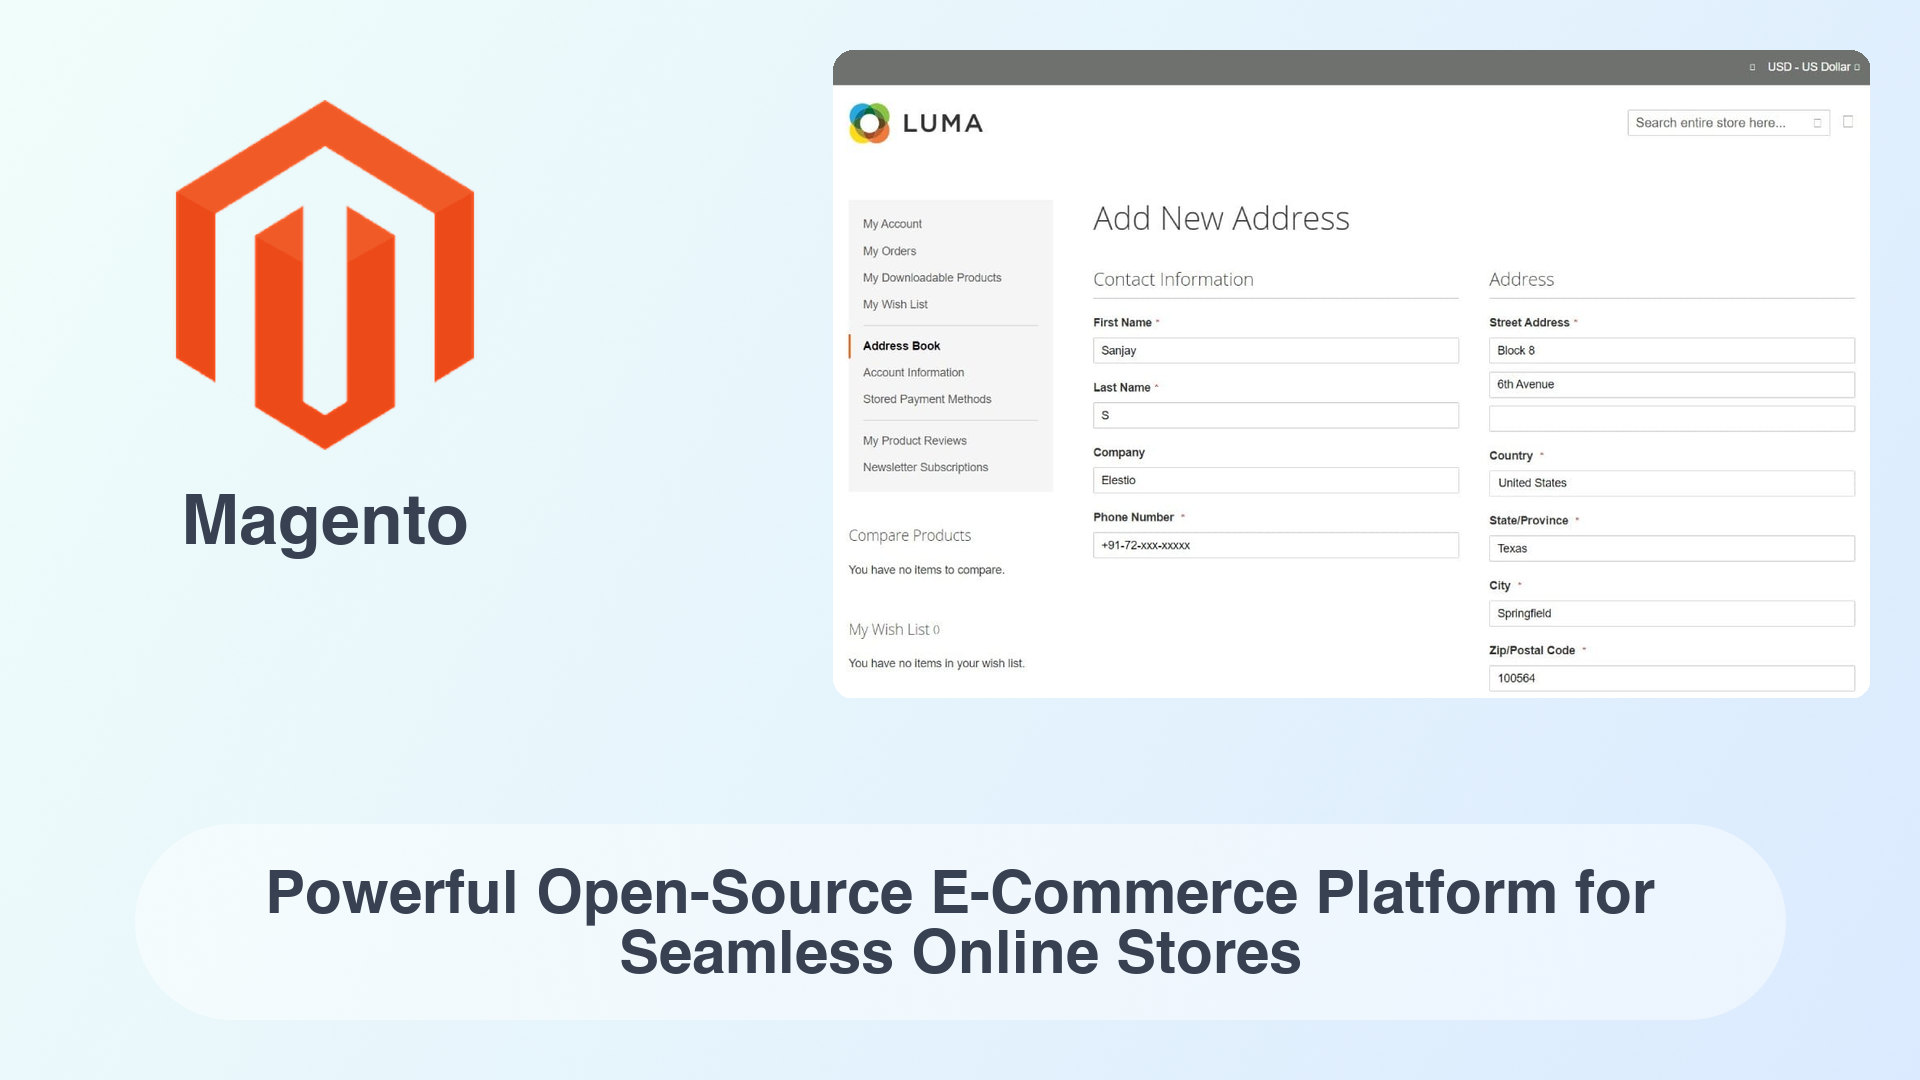 Magento
USD - US Dollar
LUMA
Search entire store here...
My Account
My Orders
My Downloadable Products
My Wish List
Address Book
Account Information
Stored Payment Methods
My Product Reviews
Newsletter Subscriptions
Compare Products
You have no items to compare.
My Wish List ()
You have no items in your wish list.
Add New Address
Contact Information
First Name *
Sanjay
Last Name *
S
Company
Elestio
Phone Number *
+91-72-xxx-xxxxx
Address
Street Address *
Block 8
6th Avenue
Country *
United States
State/Province *
Texas
City *
Springfield
Zip/Postal Code *
100564
Powerful Open-Source E-Commerce Platform for
Seamless Online Stores